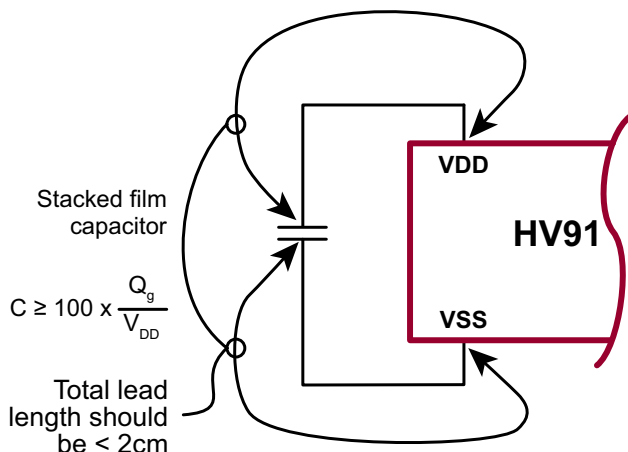 VDD
HV91
VSS
Stacked film
capacitor
C ≥ 100 x Qg/VDD
Total lead
length should
be < 2cm